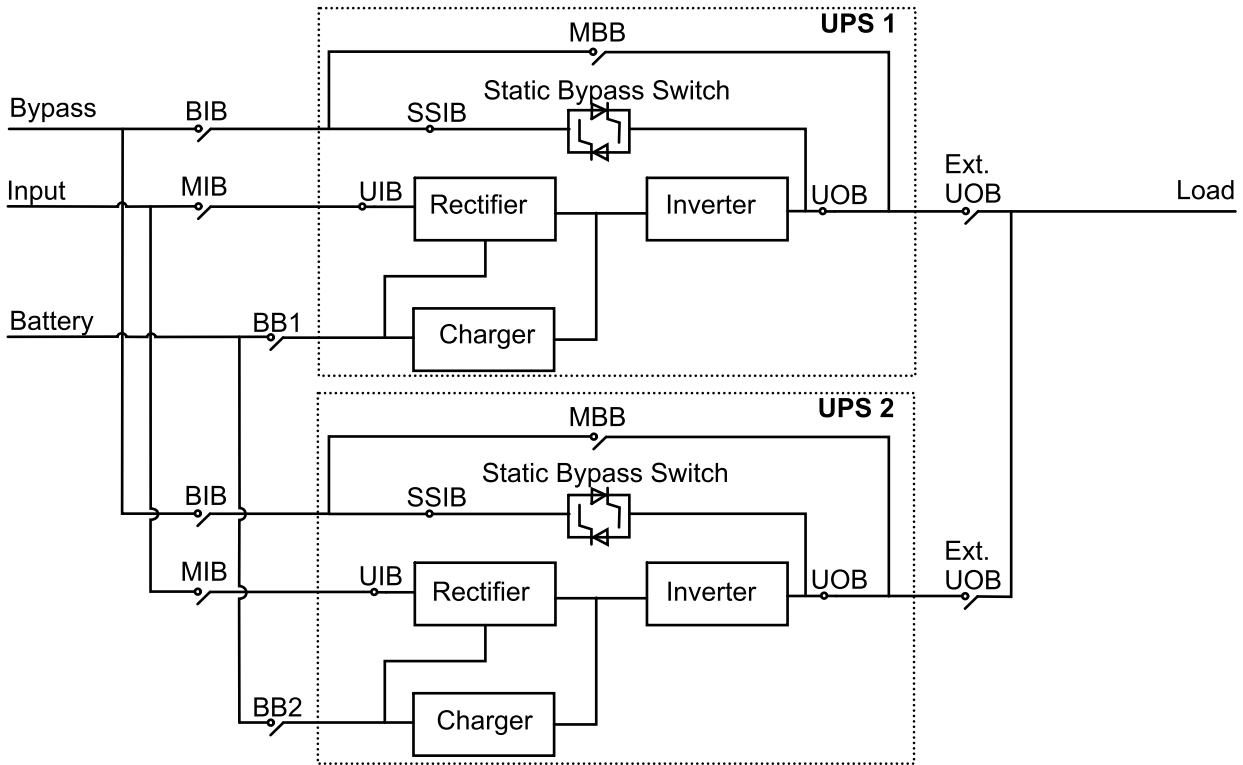 UPS 1
MBB
Static Bypass Switch
Bypass
BIB
SSIB
Input
MIB
UIB
Rectifier
Inverter
UOB
Ext.
UOB
Load
Battery
BB1
Charger
UPS 2
MBB
Static Bypass Switch
BIB
SSIB
MIB
UIB
Rectifier
Inverter
UOB
Ext.
UOB
BB2
Charger